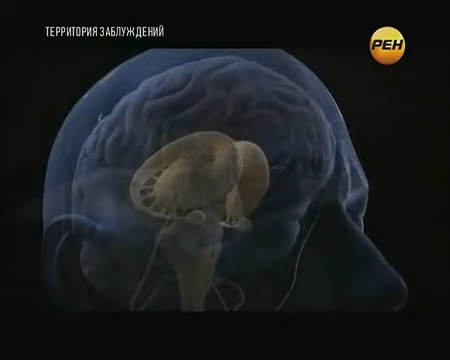 ТЕРРИТОРИЯ ЗАБЛУЖДЕНИЙ
РЕН